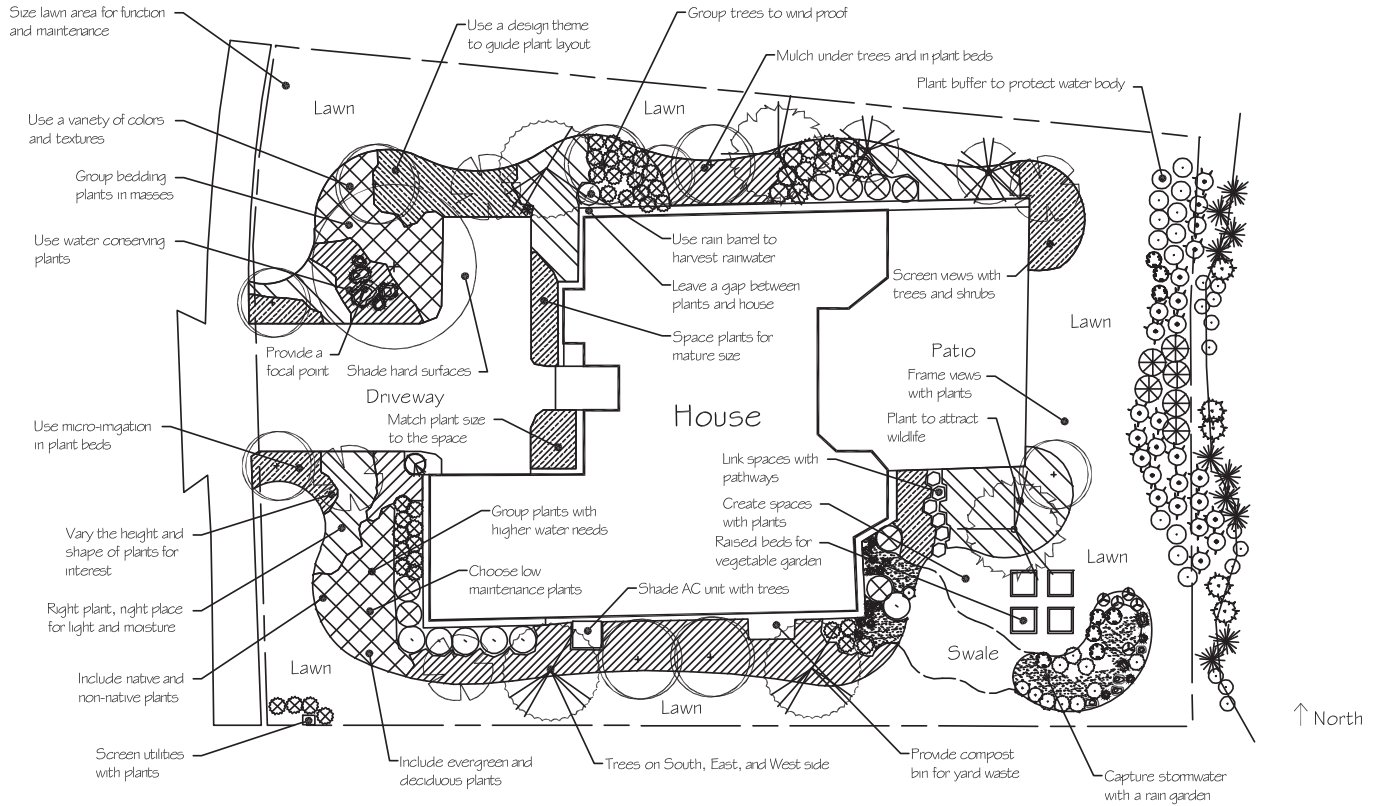 Size lawn area for function
and maintenance
Use a design theme
to guide plant layout
Group trees to wind proof
Mulch under trees and in plant beds
Plant buffer to protect water body
Lawn
Lawn
Use a variety of colors
and textures
Group bedding
plants in masses
Use water conserving
plants
Use rain barrel to
harvest rainwater
Leave a gap between
plants and house
Screen views with
trees and shrubs
Lawn
Space plants for
mature size
Provide a
focal point
Shade hard surfaces
Patio
Frame views
with plants
Driveway
House
Match plant size
to the space
Plant to attract
wildlife
Use micro-irrigation
in plant beds
Link spaces with
pathways
Create spaces
with plants
Raised beds for
vegetable garden
Group plants with
higher water needs
Vary the height and
shape of plants for
interest
Lawn
Choose low
maintenance plants
Shade AC unit with trees
Right plant, right place
for light and moisture
Swale
Lawn
Include native and
non-native plants
Lawn
North
Screen utilities
with plants
Include evergreen and
deciduous plants
Trees on South, East, and West side
Provide compost
bin for yard waste
Capture stormwater
with a rain garden